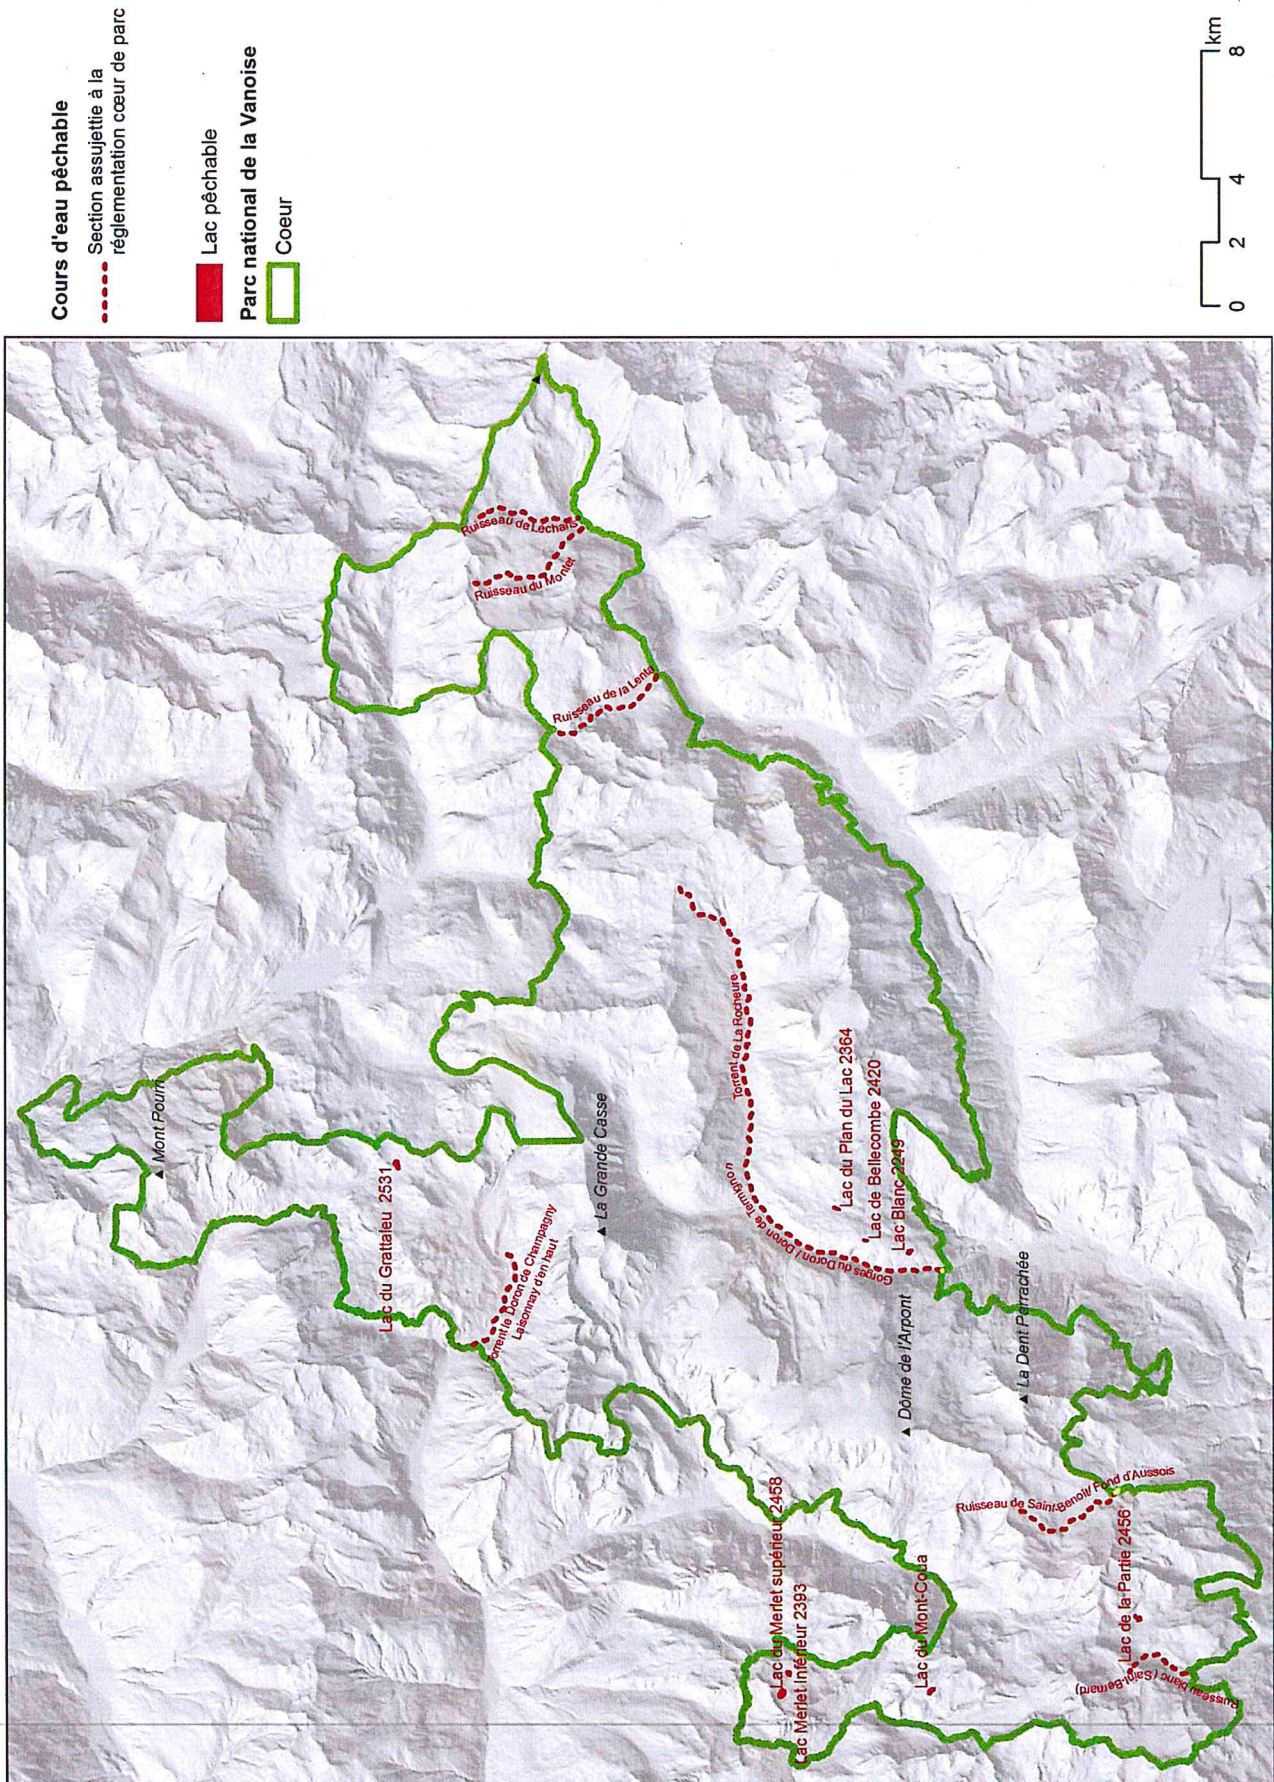 Cours d'eau pêchable
Section assujettie à la
réglementation cœur de parc
Lac pêchable
Parc national de la Vanoise
Coeur
km
0 2 4 8
Mont Pourri
Lac du Grattaleu 2531
Torrent le Doron de Champagny
Laisonnay d'en haut
La Grande Casse
Ruisseau de Léchans
Ruisseau du Montet
Ruisseau de la Lenta
Torrent de La Rocheure
Gorges du Doron / Doron de Termignon
Lac du Plan du Lac 2364
Lac de Bellecombe 2420
Lac Blanc 2249
Dôme de l'Arpont
La Dent Parrachée
Lac du Merlet supérieur 2458
Lac Merlet Inférieur 2393
Lac du Mont-Coua
Ruisseau de Saint-Benoît/ Fond d'Aussois
Lac de la Partie 2456
Ruisseau blanc (Saint-Bernard)